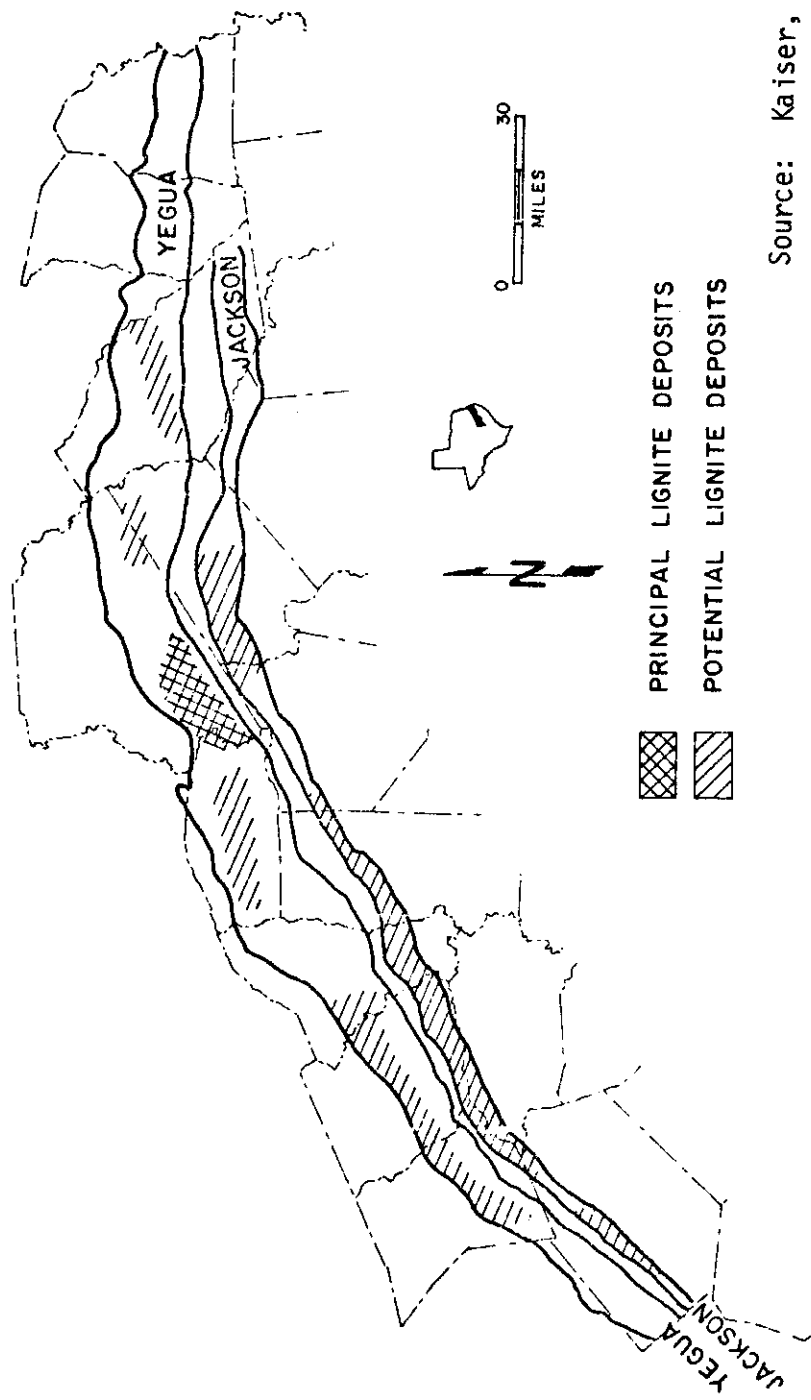 YEGUA
JACKSON
0 30
MILES
N
YEGUA
JACKSON
PRINCIPAL LIGNITE DEPOSITS
POTENTIAL LIGNITE DEPOSITS
Source: Kaiser,